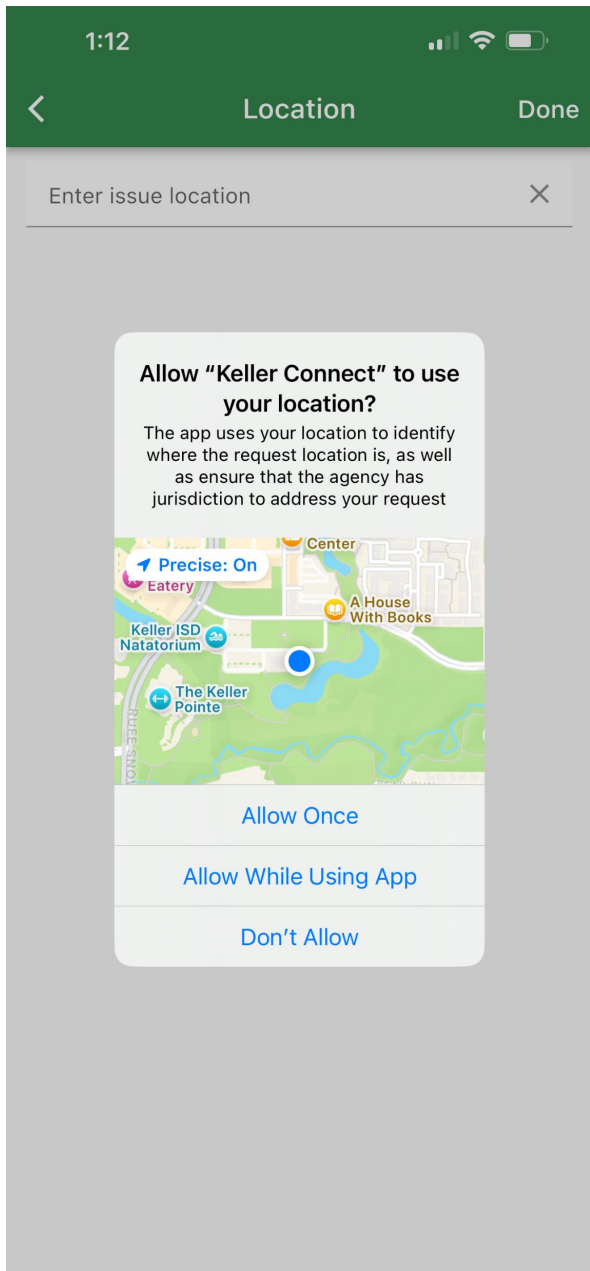 1:12
Location
Done
Enter issue location
Allow “Keller Connect” to use
your location?
The app uses your location to identify
where the request location is, as well
as ensure that the agency has
jurisdiction to address your request
Center
Precise: On
Eatery
A House
With Books
Keller ISD
Natatorium
The Keller
Pointe
RUFE SNOW
Allow Once
Allow While Using App
Don’t Allow